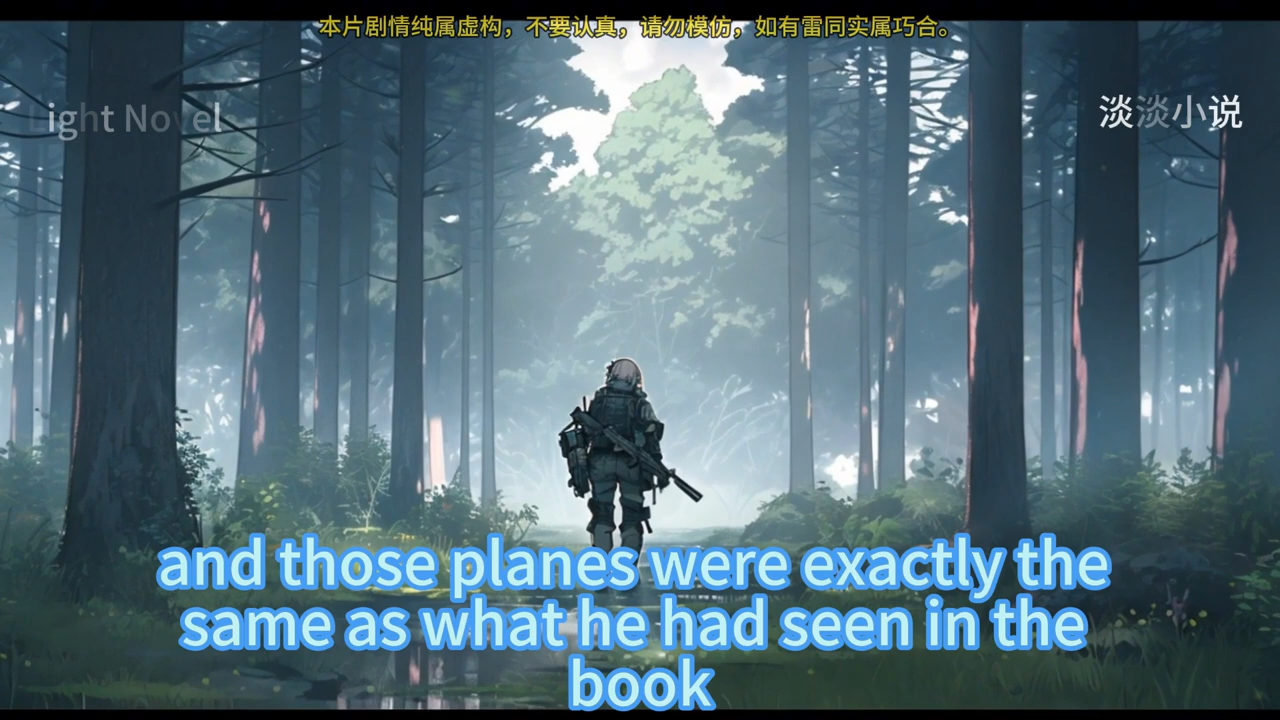 本片剧情纯属虚构，不要认真，请勿模仿，如有雷同实属巧合。
Light Novel
淡淡小说
and those planes were exactly the
same as what he had seen in the
book